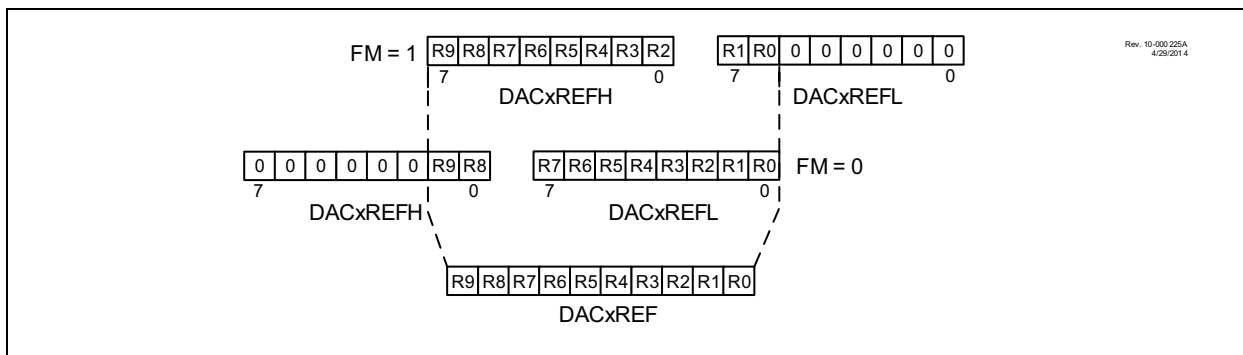 FM = 1 R9 R8 R7 R6 R5 R4 R3 R2 R1 R0 0 0 0 0 0 0
7 0 7 0
DACxREFH DACxREFL
Rev. 10-000 225A
4/29/201 4
0 0 0 0 0 0 R9 R8 R7 R6 R5 R4 R3 R2 R1 R0 FM = 0
7 0 7 0
DACxREFH DACxREFL
R9 R8 R7 R6 R5 R4 R3 R2 R1 R0
DACxREF